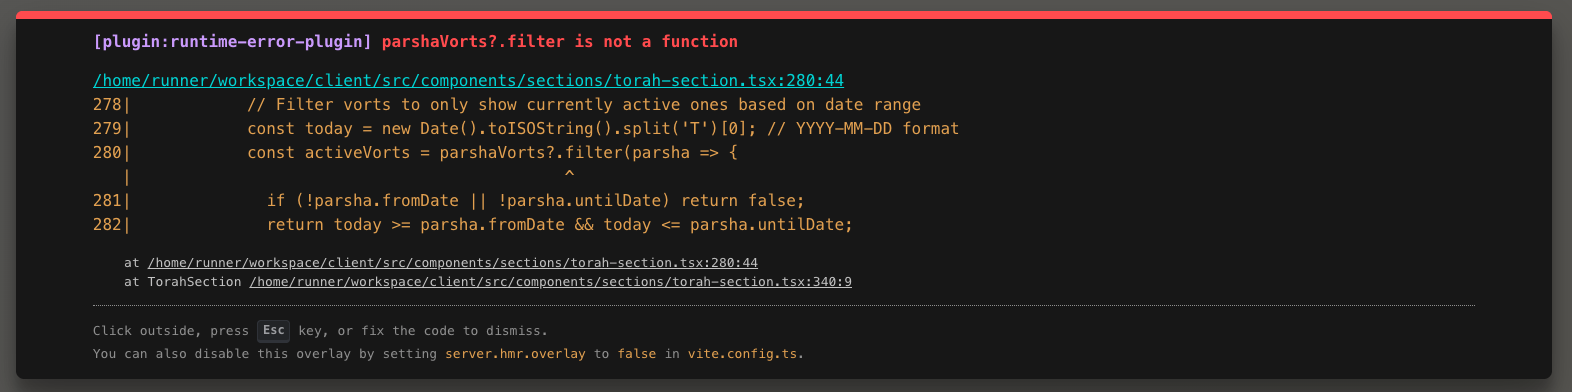 [plugin:runtime-error-plugin] parshaVorts?.filter is not a function
/home/runner/workspace/client/src/components/sections/torah-section.tsx:280:44
278|            // Filter vorts to only show currently active ones based on date range
279|            const today = new Date().toISOString().split('T')[0]; // YYYY-MM-DD format
280|            const activeVorts = parshaVorts?.filter(parsha => {
   |                                             ^
281|              if (!parsha.fromDate || !parsha.untilDate) return false;
282|              return today >= parsha.fromDate && today <= parsha.untilDate;
at /home/runner/workspace/client/src/components/sections/torah-section.tsx:280:44
at TorahSection /home/runner/workspace/client/src/components/sections/torah-section.tsx:340:9
Click outside, press Esc key, or fix the code to dismiss.
You can also disable this overlay by setting server.hmr.overlay to false in vite.config.ts.